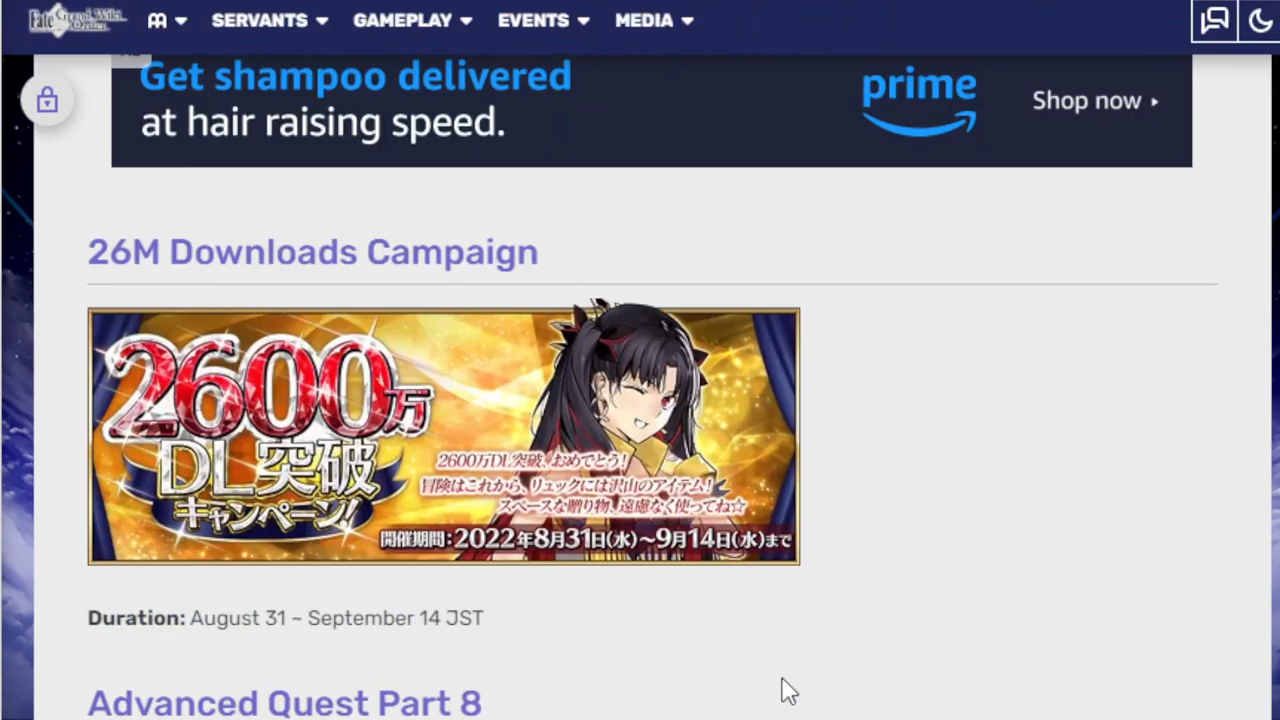 Fate Grand Order Wiki
SERVANTS
GAMEPLAY
EVENTS
MEDIA
Get shampoo delivered
at hair raising speed.
prime
Shop now
26M Downloads Campaign
2600万
DL突破
キャンペーン!
2600万DL突破、おめでとう!
冒険はこれから、リュックには沢山のアイテム!
スペースな贈り物、遠慮なく使ってね☆
開催期間:2022年8月31日(水)~9月14日(水)まで
Duration: August 31 ~ September 14 JST
Advanced Quest Part 8